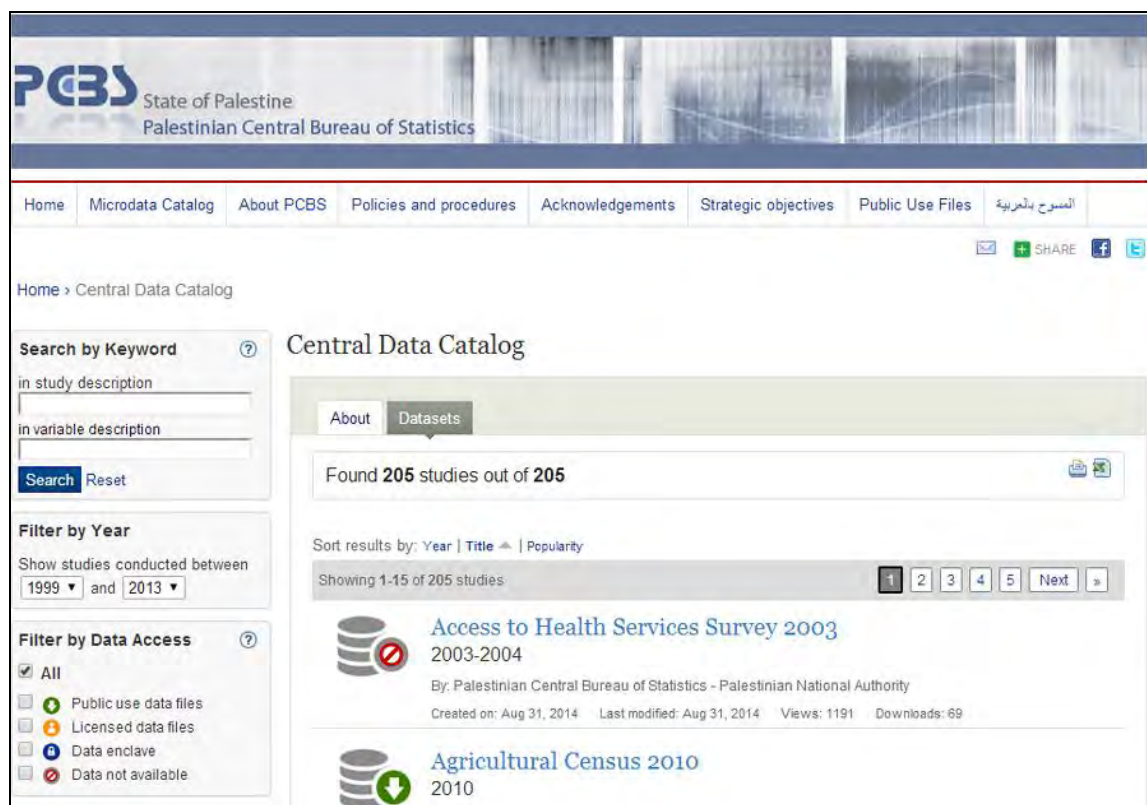 PCBS
State of Palestine
Palestinian Central Bureau of Statistics
Home Microdata Catalog About PCBS Policies and procedures Acknowledgements Strategic objectives Public Use Files المسوح بالعربية
SHARE
Home › Central Data Catalog
Search by Keyword ?
in study description
in variable description
Search Reset
Filter by Year
Show studies conducted between
1999 and 2013
Filter by Data Access ?
All
Public use data files
Licensed data files
Data enclave
Data not available
Central Data Catalog
About Datasets
Found 205 studies out of 205
Sort results by: Year | Title | Popularity
Showing 1-15 of 205 studies 1 2 3 4 5 Next »
Access to Health Services Survey 2003
2003-2004
By: Palestinian Central Bureau of Statistics - Palestinian National Authority
Created on: Aug 31, 2014 Last modified: Aug 31, 2014 Views: 1191 Downloads: 69
Agricultural Census 2010
2010